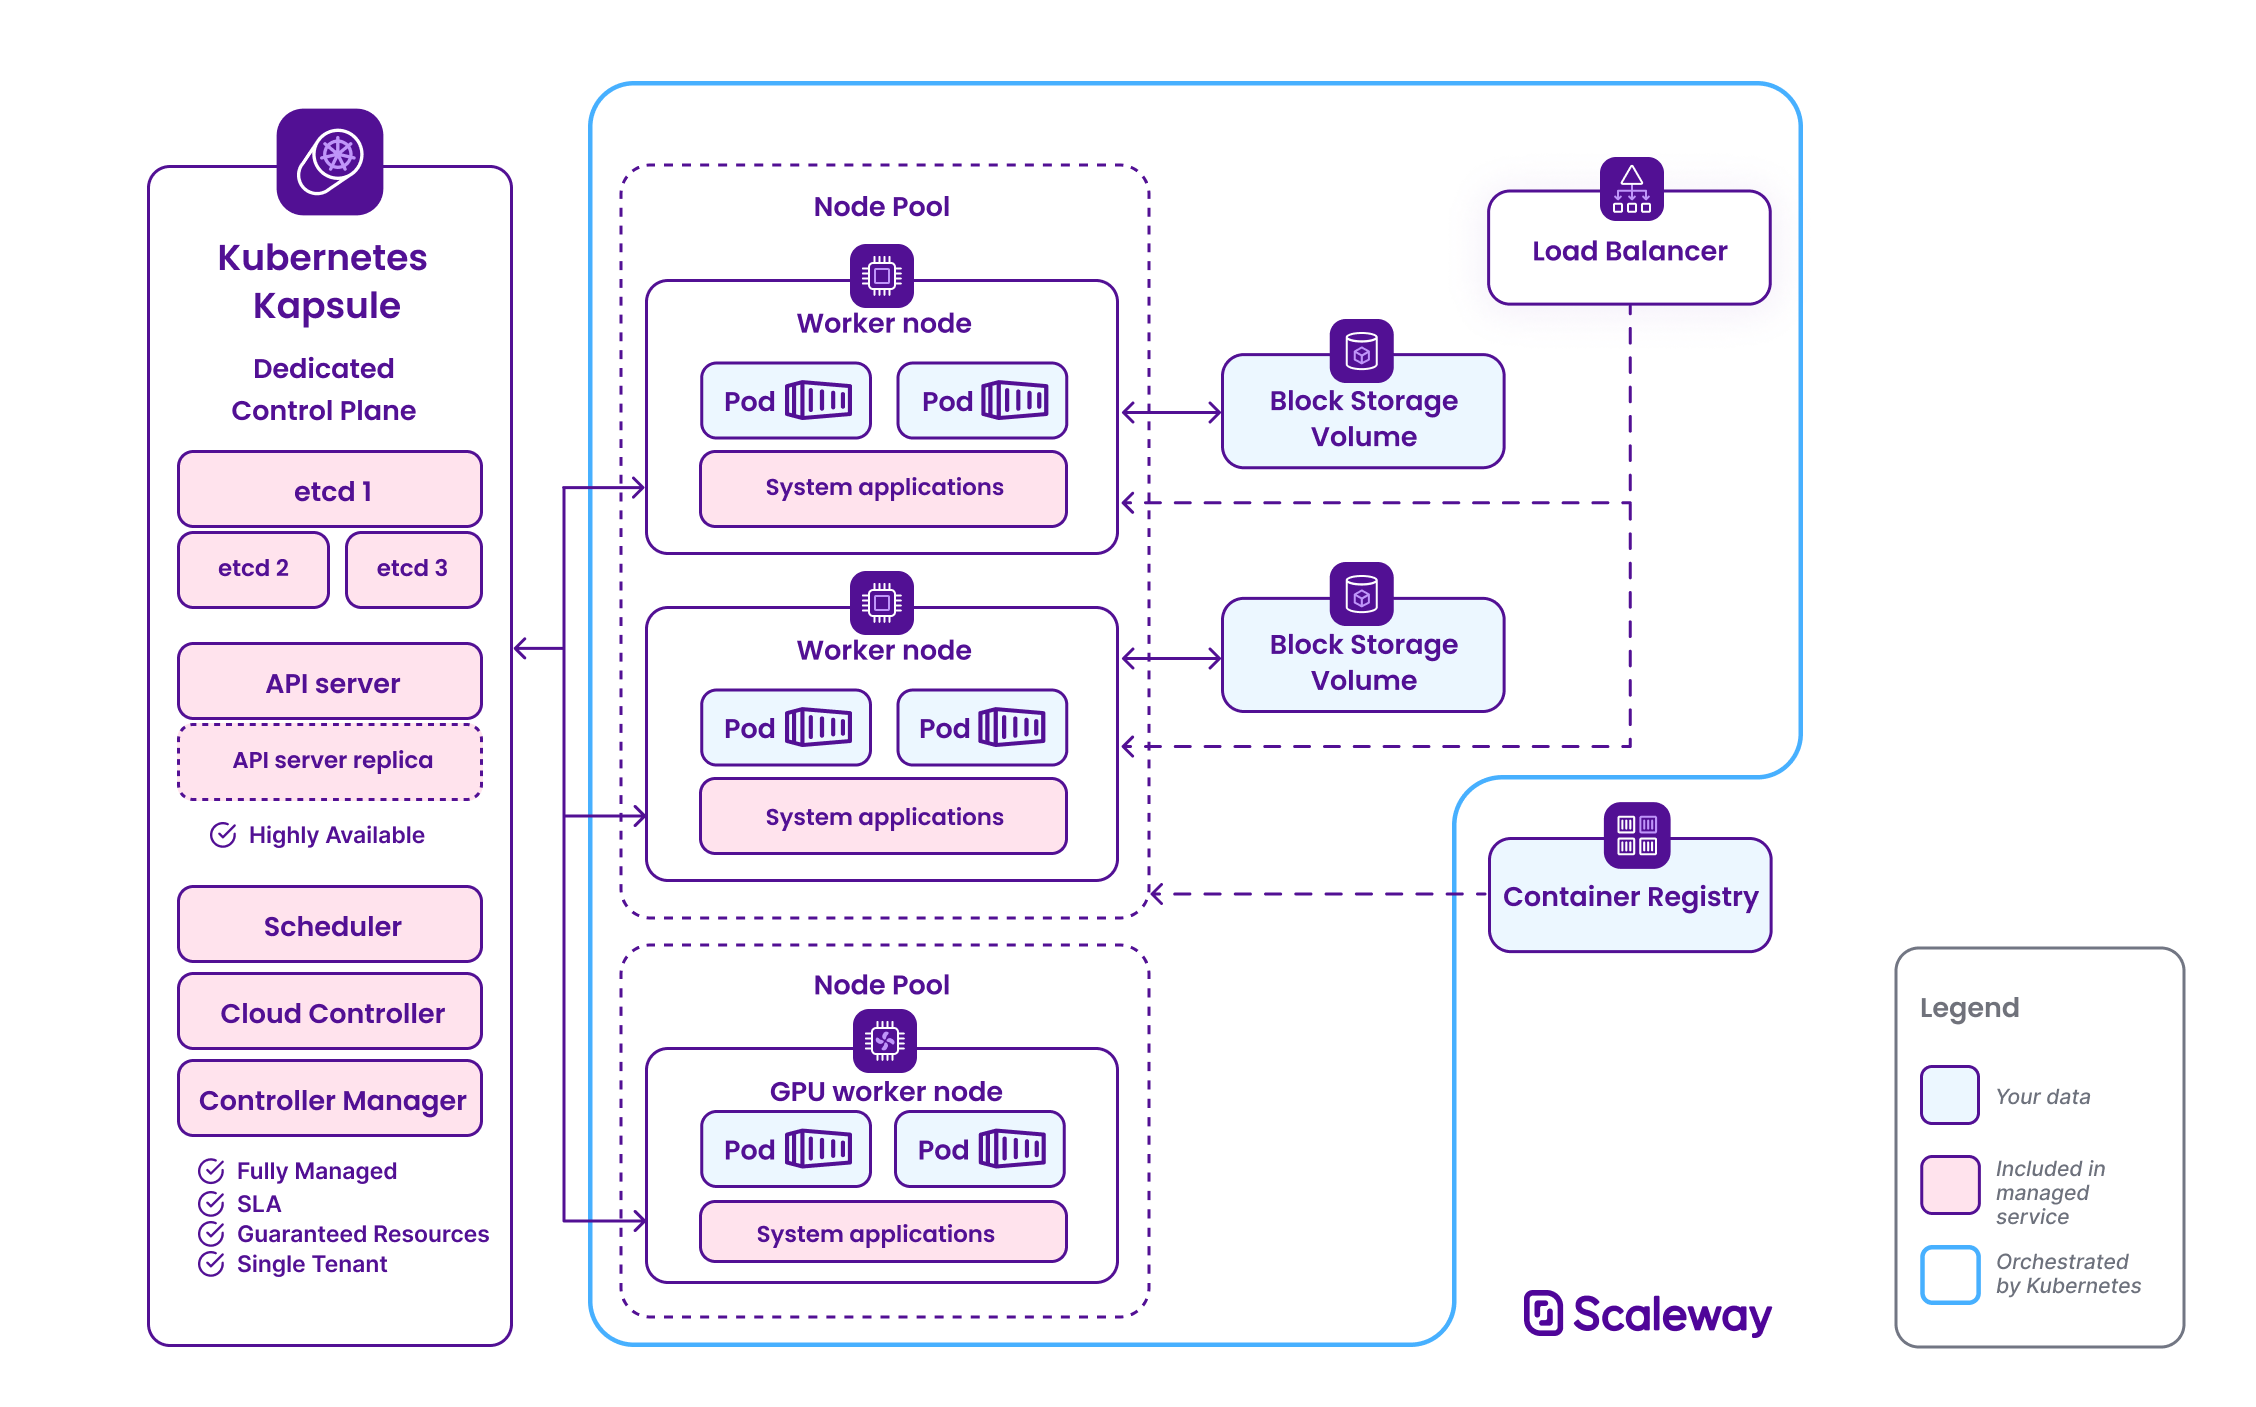 Kubernetes
Kapsule
Dedicated
Control Plane
etcd 1
etcd 2
etcd 3
API server
API server replica
Highly Available
Scheduler
Cloud Controller
Controller Manager
Fully Managed
SLA
Guaranteed Resources
Single Tenant
Node Pool
Worker node
Pod
Pod
System applications
Worker node
Pod
Pod
System applications
Node Pool
GPU worker node
Pod
Pod
System applications
Load Balancer
Block Storage
Volume
Block Storage
Volume
Container Registry
Scaleway
Legend
Your data
Included in
managed
service
Orchestrated
by Kubernetes